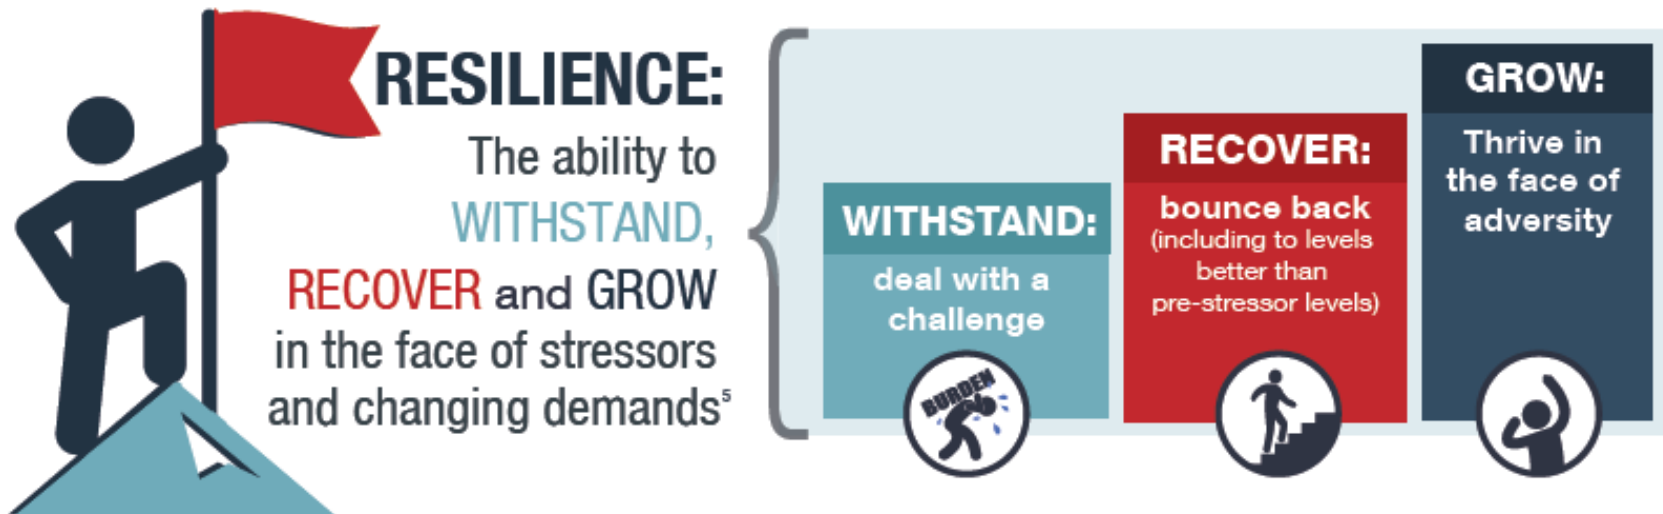 RESILIENCE:
The ability to
WITHSTAND,
RECOVER and GROW
in the face of stressors
and changing demands⁵
WITHSTAND:
deal with a
challenge
BURDEN
RECOVER:
bounce back
(including to levels
better than
pre-stressor levels)
GROW:
Thrive in
the face of
adversity